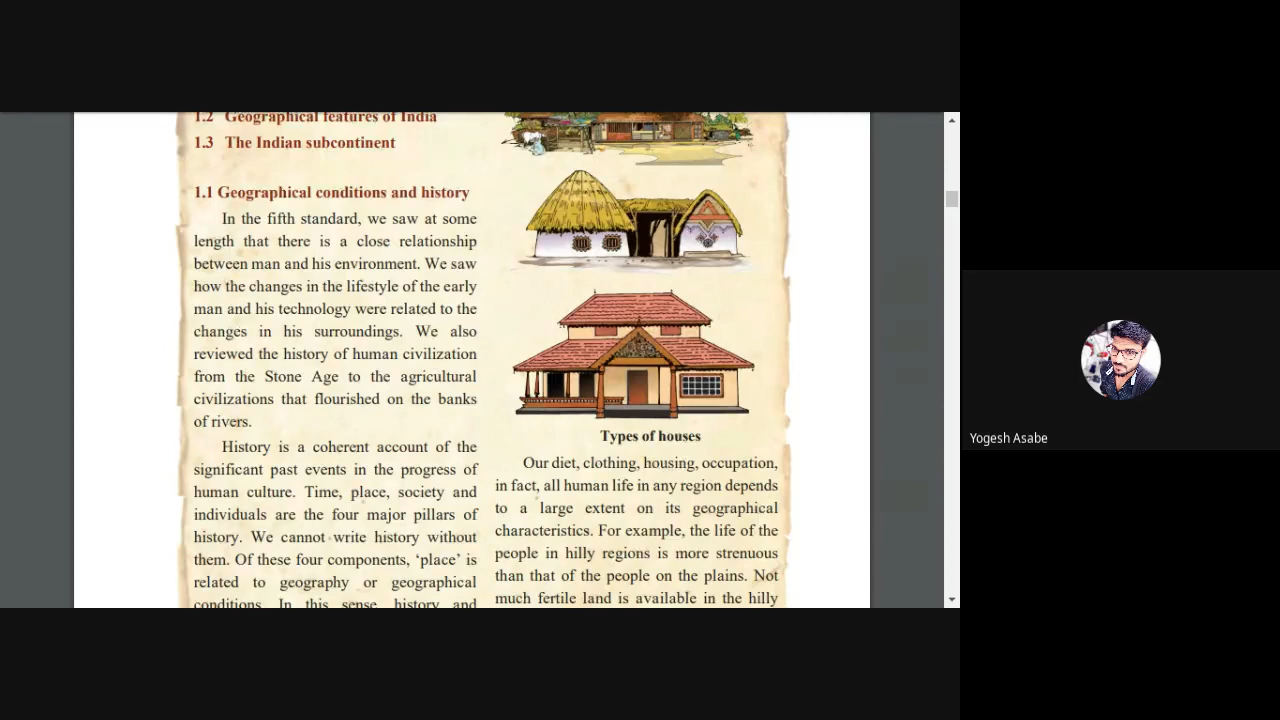 1.2 Geographical features of India
1.3 The Indian subcontinent
1.1 Geographical conditions and history
In the fifth standard, we saw at some
length that there is a close relationship
between man and his environment. We saw
how the changes in the lifestyle of the early
man and his technology were related to the
changes in his surroundings. We also
reviewed the history of human civilization
from the Stone Age to the agricultural
civilizations that flourished on the banks
of rivers.
History is a coherent account of the
significant past events in the progress of
human culture. Time, place, society and
individuals are the four major pillars of
history. We cannot write history without
them. Of these four components, ‘place’ is
related to geography or geographical
conditions. In this sense, history and
Types of houses
Our diet, clothing, housing, occupation,
in fact, all human life in any region depends
to a large extent on its geographical
characteristics. For example, the life of the
people in hilly regions is more strenuous
than that of the people on the plains. Not
much fertile land is available in the hilly
Yogesh Asabe